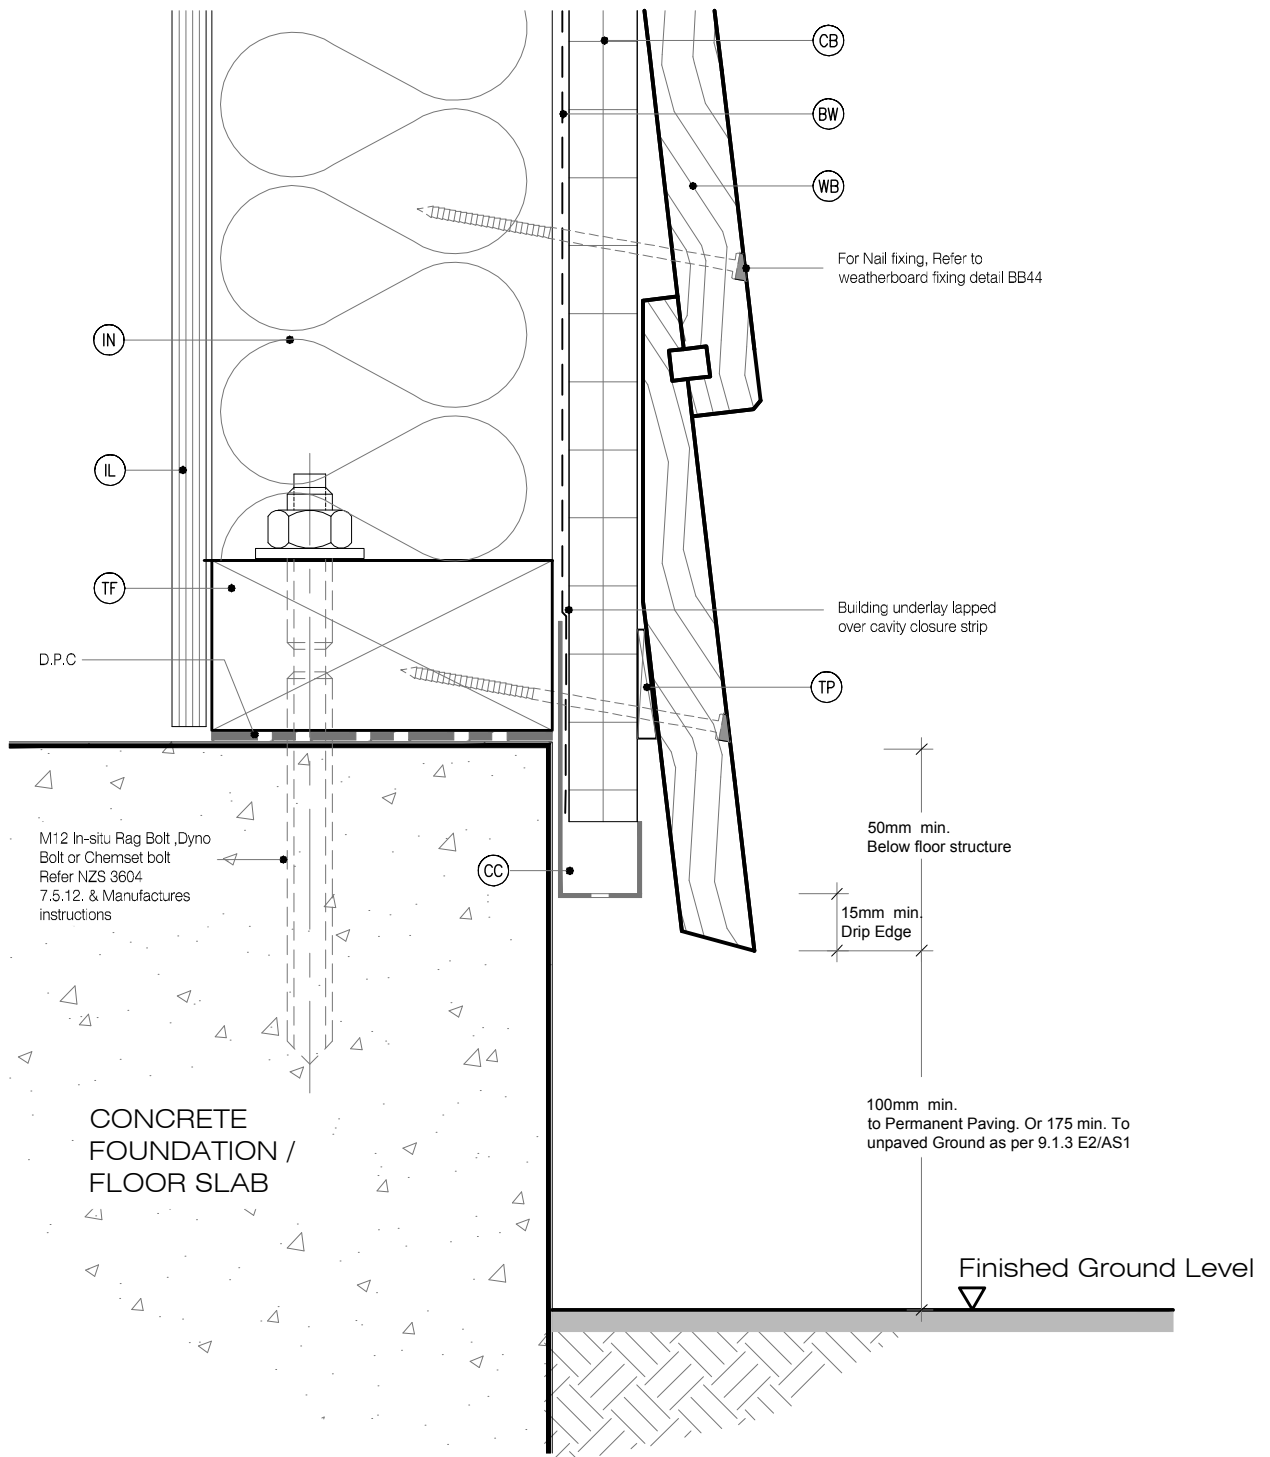 CB
BW
WB
For Nail fixing, Refer to
weatherboard fixing detail BB44
IN
IL
TF
Building underlay lapped
over cavity closure strip
D.P.C
TP
50mm min.
Below floor structure
M12 In-situ Rag Bolt ,Dyno
Bolt or Chemset bolt
Refer NZS 3604
7.5.12. & Manufactures
instructions
CC
15mm min.
Drip Edge
100mm min.
to Permanent Paving. Or 175 min. To
unpaved Ground as per 9.1.3 E2/AS1
CONCRETE
FOUNDATION /
FLOOR SLAB
Finished Ground Level